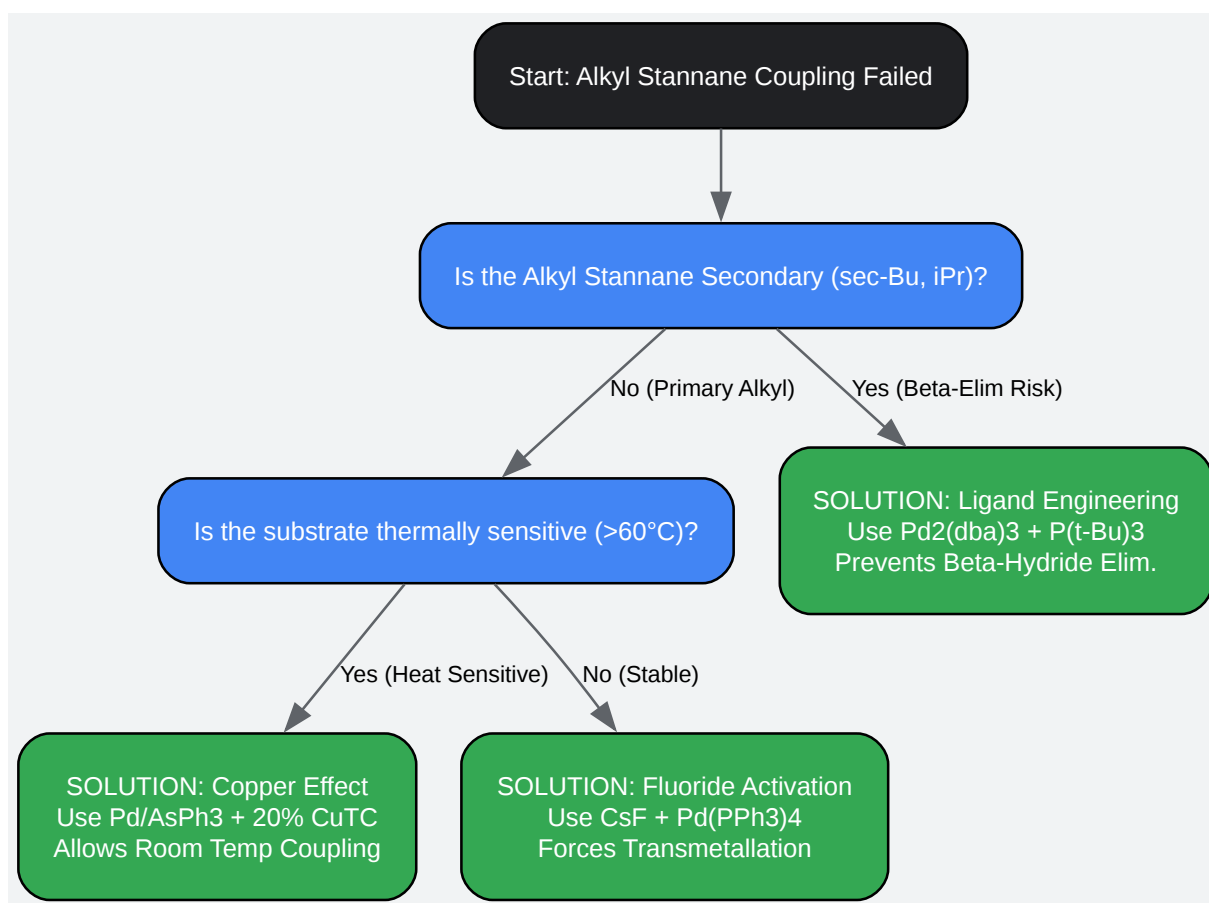 Start: Alkyl Stannane Coupling Failed
Is the Alkyl Stannane Secondary (sec-Bu, iPr)?
No (Primary Alkyl)
Yes (Beta-Elim Risk)
Is the substrate thermally sensitive (>60°C)?
SOLUTION: Ligand Engineering
Use Pd2(dba)3 + P(t-Bu)3
Prevents Beta-Hydride Elim.
Yes (Heat Sensitive)
No (Stable)
SOLUTION: Copper Effect
Use Pd/AsPh3 + 20% CuTC
Allows Room Temp Coupling
SOLUTION: Fluoride Activation
Use CsF + Pd(PPh3)4
Forces Transmetallation